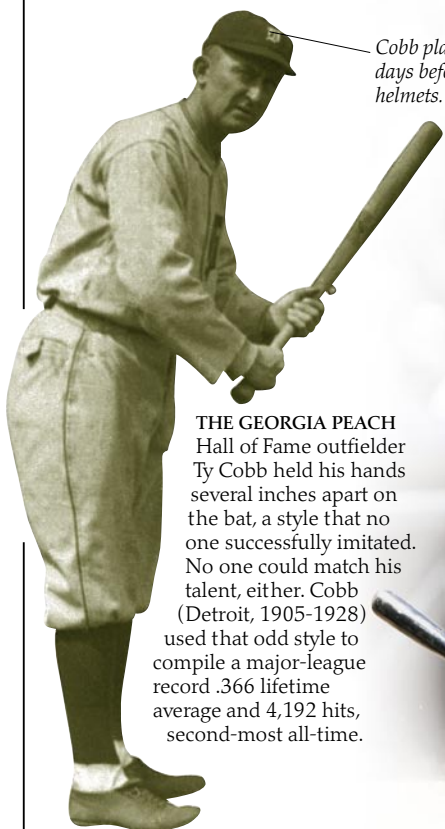 Cobb
days
helmets.
THE GEORGIA PEACH
Hall of Fame outfielder
Ty Cobb held his hands
several inches apart on
the bat, a style that no
one successfully imitated.
No one could match his
talent, either. Cobb
(Detroit, 1905-1928)
used that odd style to
compile a major-league
record .366 lifetime
average and 4,192 hits,
second-most all-time.